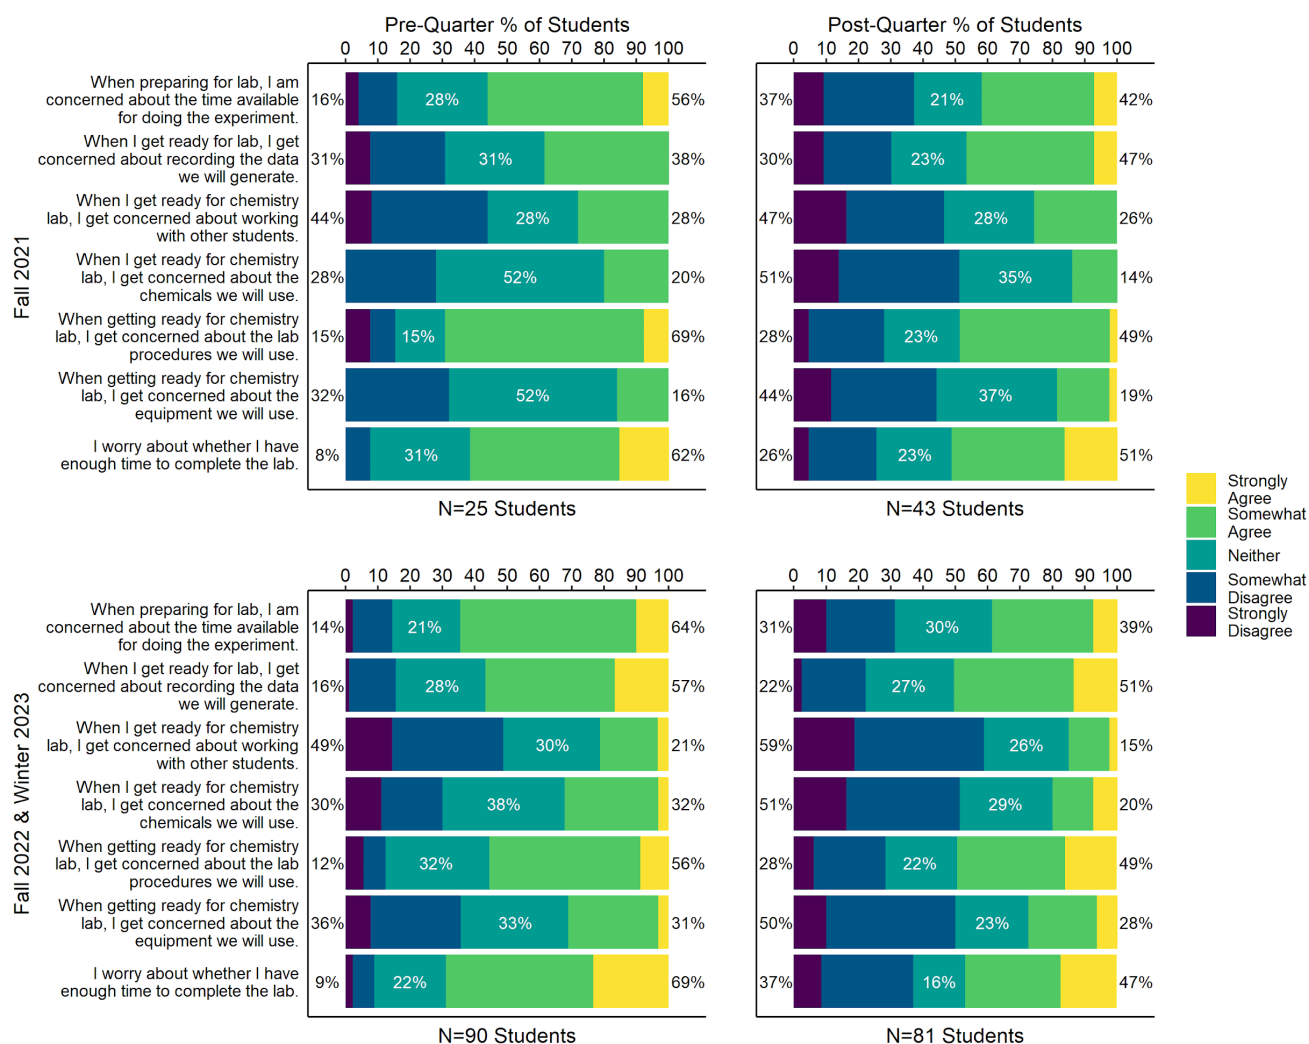 Pre-Quarter % of Students
Post-Quarter % of Students
0 10 20 30 40 50 60 70 80 90 100
0 10 20 30 40 50 60 70 80 90 100
Fall 2021
When preparing for lab, I am
concerned about the time available
for doing the experiment.
16% 28% 56%
37% 21% 42%
When I get ready for lab, I get
concerned about recording the data
we will generate.
31% 31% 38%
30% 23% 47%
When I get ready for chemistry
lab, I get concerned about working
with other students.
44% 28% 28%
47% 28% 26%
When I get ready for chemistry
lab, I get concerned about the
chemicals we will use.
28% 52% 20%
51% 35% 14%
When getting ready for chemistry
lab, I get concerned about the lab
procedures we will use.
15% 15% 69%
28% 23% 49%
When getting ready for chemistry
lab, I get concerned about the
equipment we will use.
32% 52% 16%
44% 37% 19%
I worry about whether I have
enough time to complete the lab.
8% 31% 62%
26% 23% 51%
N=25 Students
N=43 Students
Strongly
Agree
Somewhat
Agree
Neither
Somewhat
Disagree
Strongly
Disagree
0 10 20 30 40 50 60 70 80 90 100
0 10 20 30 40 50 60 70 80 90 100
Fall 2022 & Winter 2023
When preparing for lab, I am
concerned about the time available
for doing the experiment.
14% 21% 64%
31% 30% 39%
When I get ready for lab, I get
concerned about recording the data
we will generate.
16% 28% 57%
22% 27% 51%
When I get ready for chemistry
lab, I get concerned about working
with other students.
49% 30% 21%
59% 26% 15%
When I get ready for chemistry
lab, I get concerned about the
chemicals we will use.
30% 38% 32%
51% 29% 20%
When getting ready for chemistry
lab, I get concerned about the lab
procedures we will use.
12% 32% 56%
28% 22% 49%
When getting ready for chemistry
lab, I get concerned about the
equipment we will use.
36% 33% 31%
50% 23% 28%
I worry about whether I have
enough time to complete the lab.
9% 22% 69%
37% 16% 47%
N=90 Students
N=81 Students